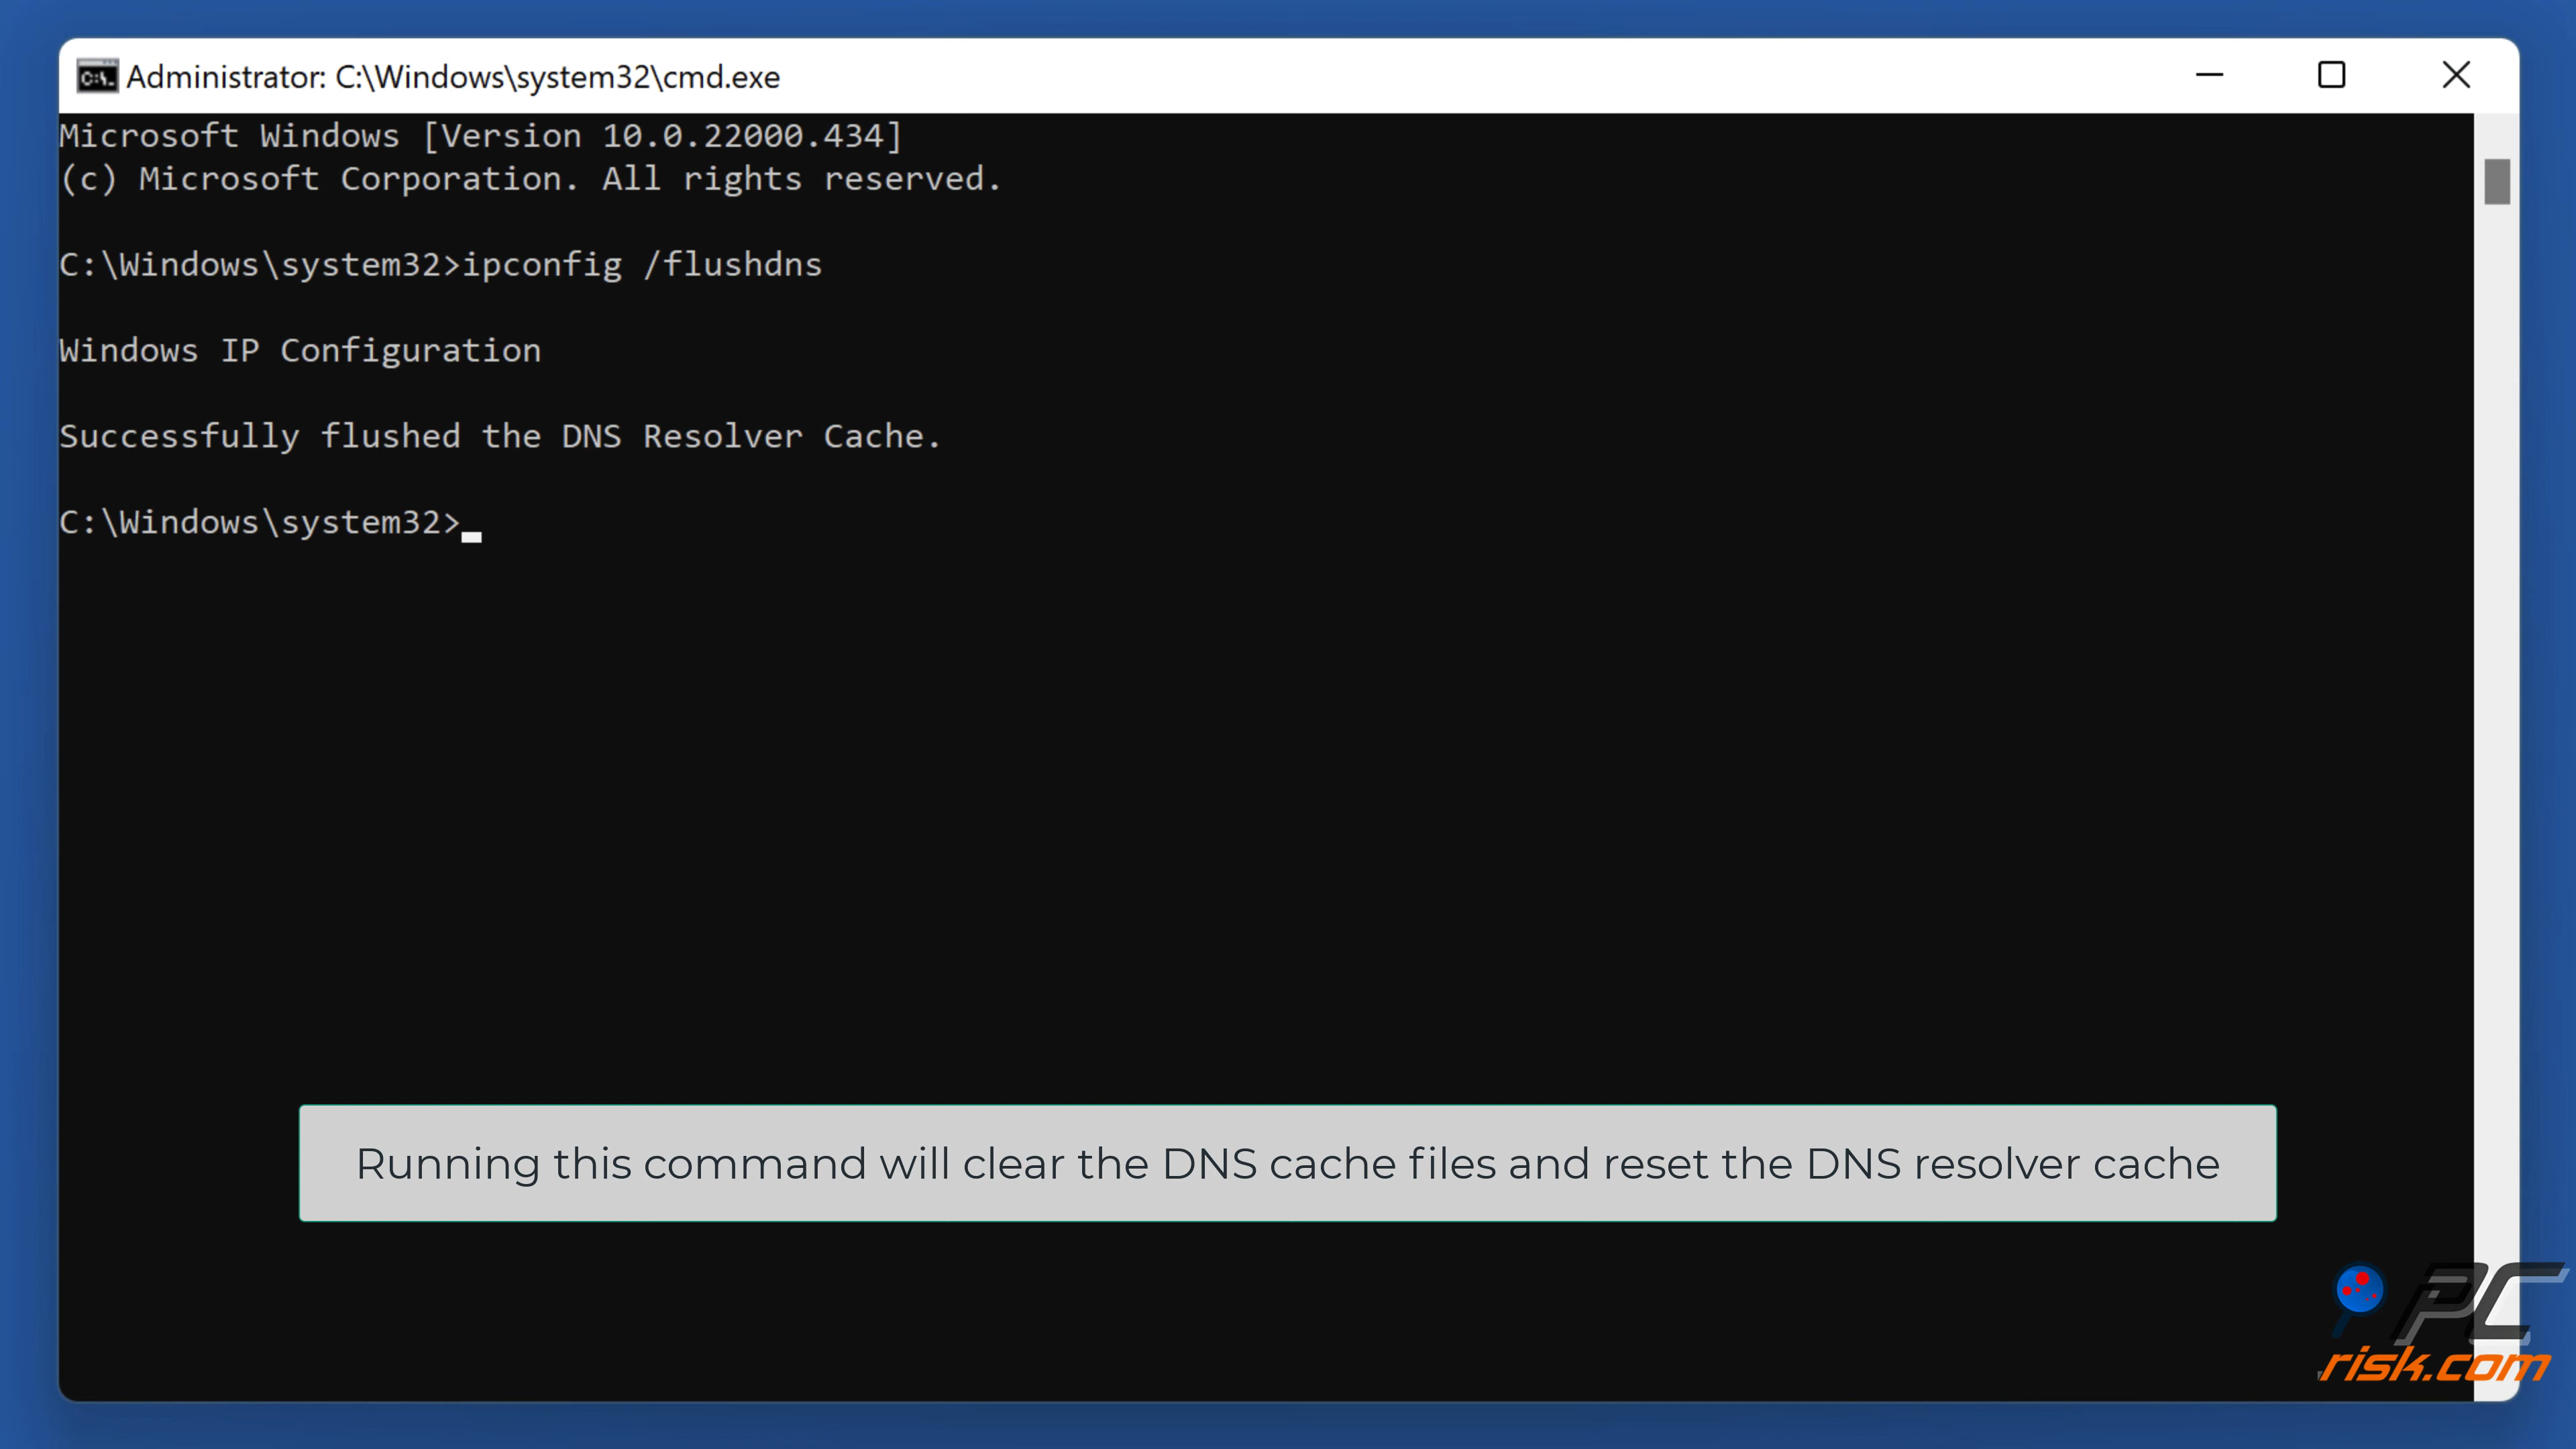 Administrator: C:\Windows\system32\cmd.exe
Microsoft Windows [Version 10.0.22000.434]
(c) Microsoft Corporation. All rights reserved.
C:\Windows\system32>ipconfig /flushdns
Windows IP Configuration
Successfully flushed the DNS Resolver Cache.
C:\Windows\system32>
Running this command will clear the DNS cache files and reset the DNS resolver cache
PC
risk.com